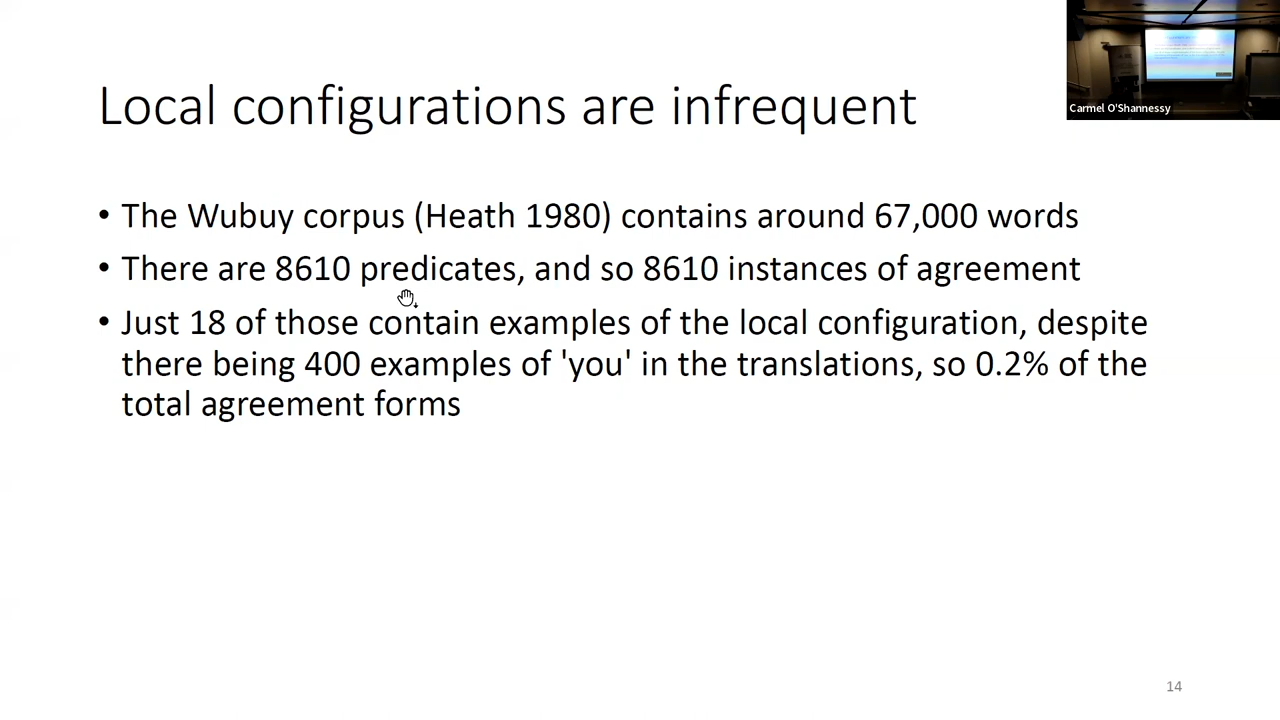 Local configurations are infrequent
Carmel O'Shannessy
• The Wubuy corpus (Heath 1980) contains around 67,000 words
• There are 8610 predicates, and so 8610 instances of agreement
• Just 18 of those contain examples of the local configuration, despite
there being 400 examples of 'you' in the translations, so 0.2% of the
total agreement forms
14